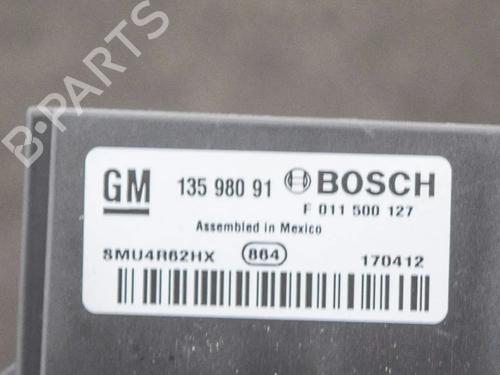 B-PARTS
GM 135 980 91 BOSCH
F 011 500 127
Assembled in Mexico
SMU4R62HX 864 170412